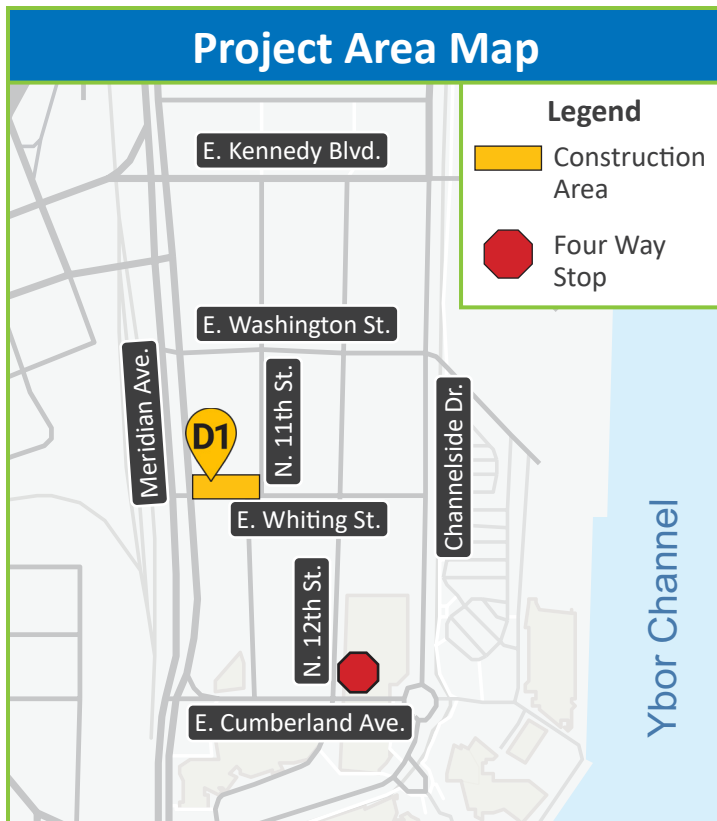 Project Area Map
Legend
Construction
Area
Four Way
Stop
E. Kennedy Blvd.
E. Washington St.
Meridian Ave.
N. 11th St.
Channelside Dr.
D1
E. Whiting St.
N. 12th St.
E. Cumberland Ave.
Ybor Channel